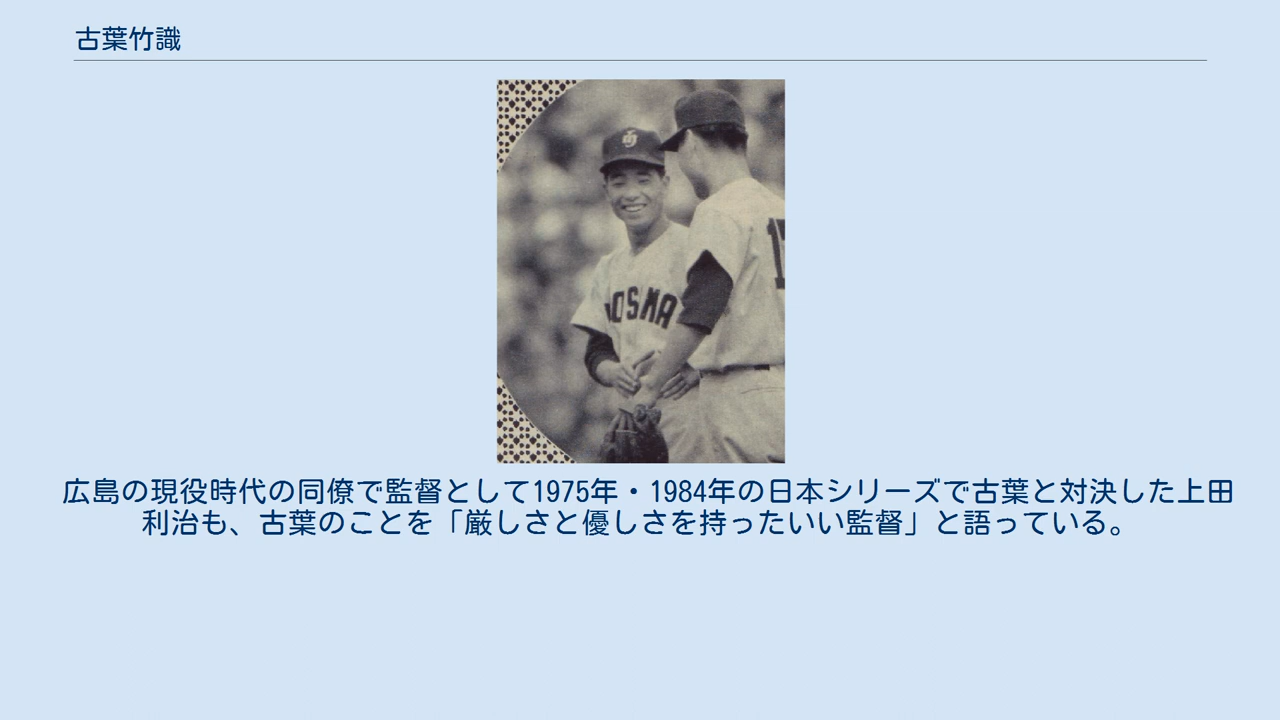 古葉竹識
OSMA
1
広島の現役時代の同僚で監督として1975年・1984年の日本シリーズで古葉と対決した上田
利治も、古葉のことを「厳しさと優しさを持ったいい監督」と語っている。